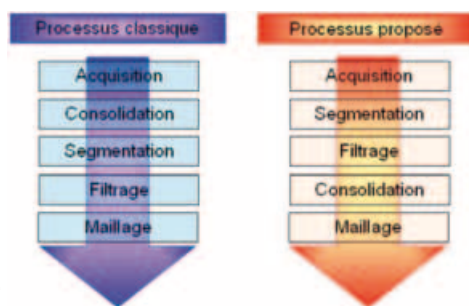 Processus classique
Acquisition
Consolidation
Segmentation
Filtrage
Maillage
Processus proposé
Acquisition
Segmentation
Filtrage
Consolidation
Maillage